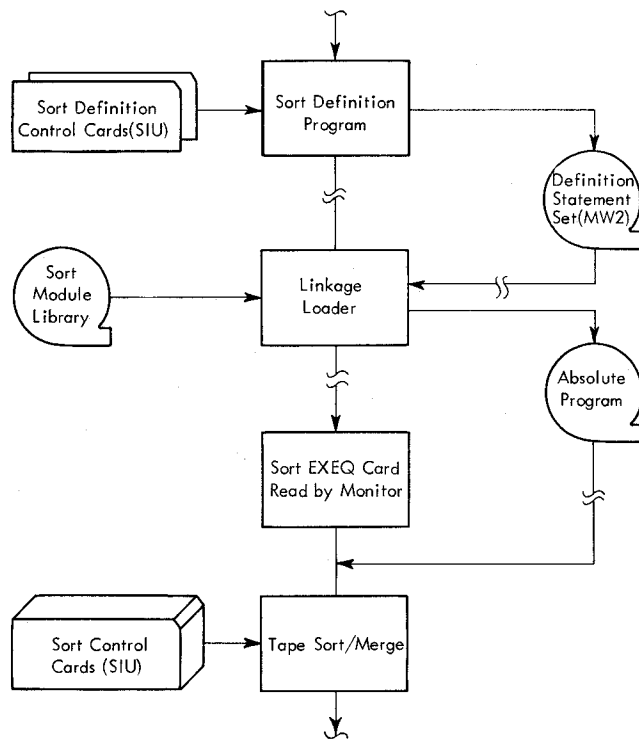 Sort Definition
Control Cards(SIU)
Sort Definition
Program
Definition
Statement
Set(MW2)
Sort
Module
Library
Linkage
Loader
Absolute
Program
Sort EXEQ Card
Read by Monitor
Sort Control
Cards (SIU)
Tape Sort/Merge